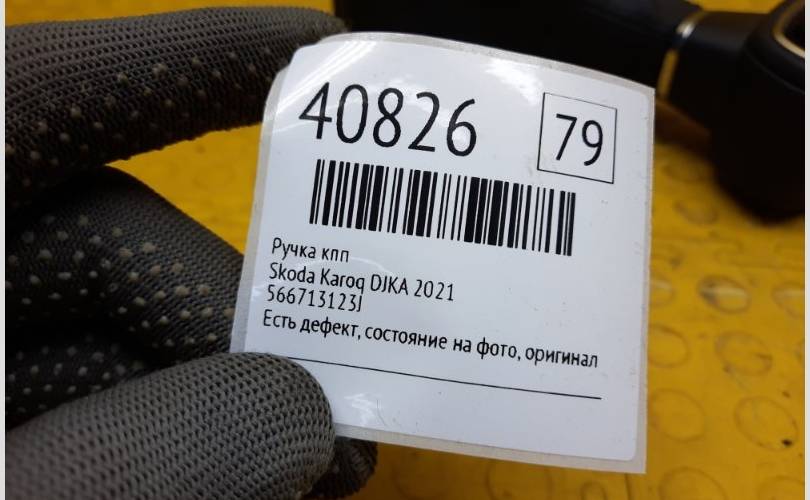 40826
79
Ручка кпп
Skoda Karoq DJKA 2021
566713123J
Есть дефект, состояние на фото, оригинал